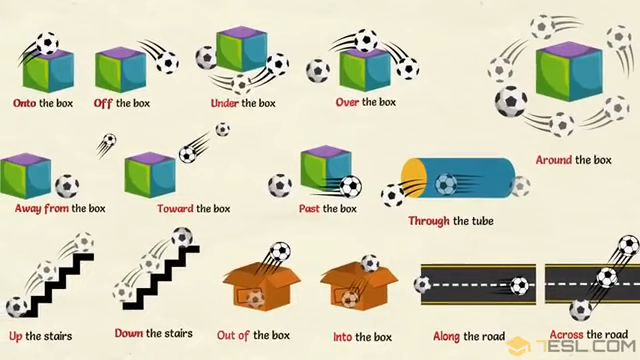 Onto the box
Off the box
Under the box
Over the box
Around the box
Away from the box
Toward the box
Past the box
Through the tube
Up the stairs
Down the stairs
Out of the box
Into the box
Along the road
Across the road
7ESL.COM